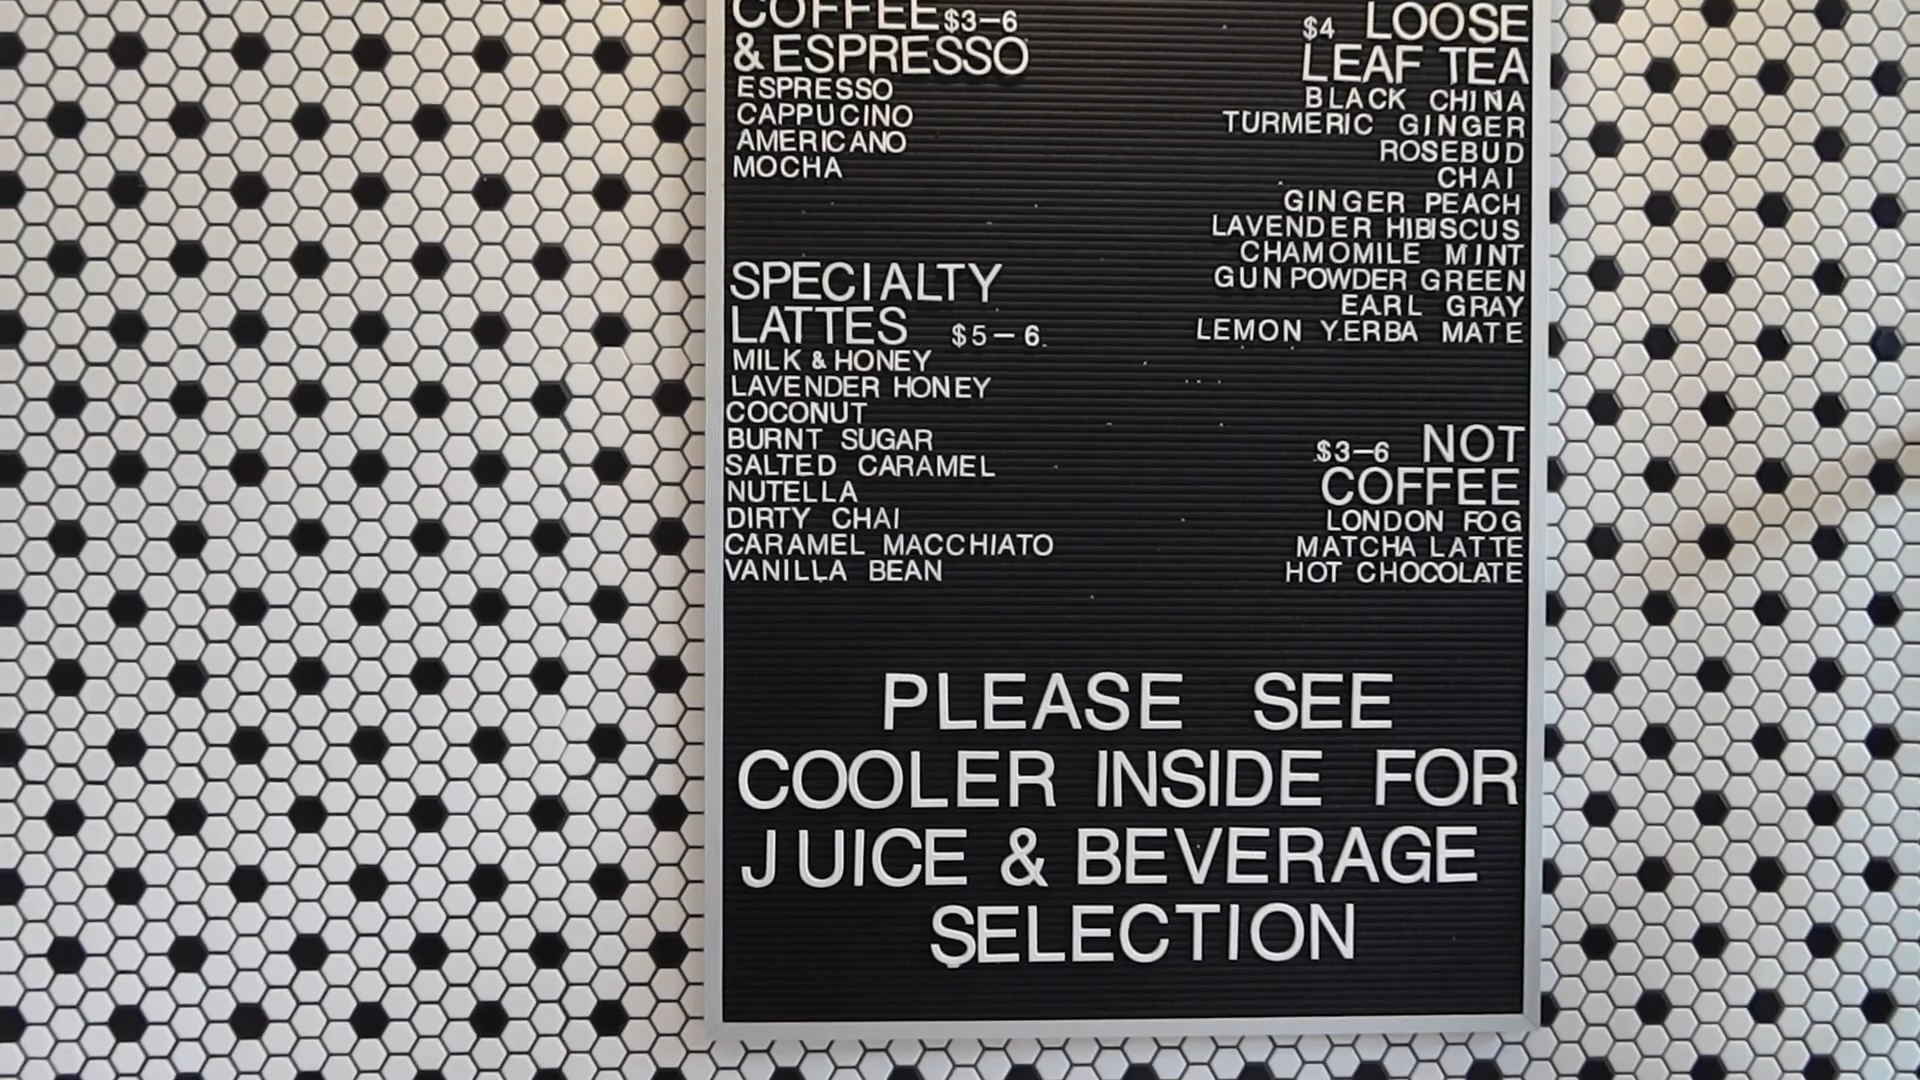 COFFEE $3-6
& ESPRESSO
ESPRESSO
CAPPUCINO
AMERICANO
MOCHA
SPECIALTY
LATTES $5-6
MILK & HONEY
LAVENDER HONEY
COCONUT
BURNT SUGAR
SALTED CARAMEL
NUTELLA
DIRTY CHAI
CARAMEL MACCHIATO
VANILLA BEAN
$4 LOOSE
LEAF TEA
BLACK CHINA
TURMERIC GINGER
ROSEBUD
CHAI
GINGER PEACH
LAVENDER HIBISCUS
CHAMOMILE MINT
GUNPOWDER GREEN
EARL GRAY
LEMON YERBA MATE
$3-6 NOT
COFFEE
LONDON FOG
MATCHA LATTE
HOT CHOCOLATE
PLEASE SEE
COOLER INSIDE FOR
JUICE & BEVERAGE
SELECTION